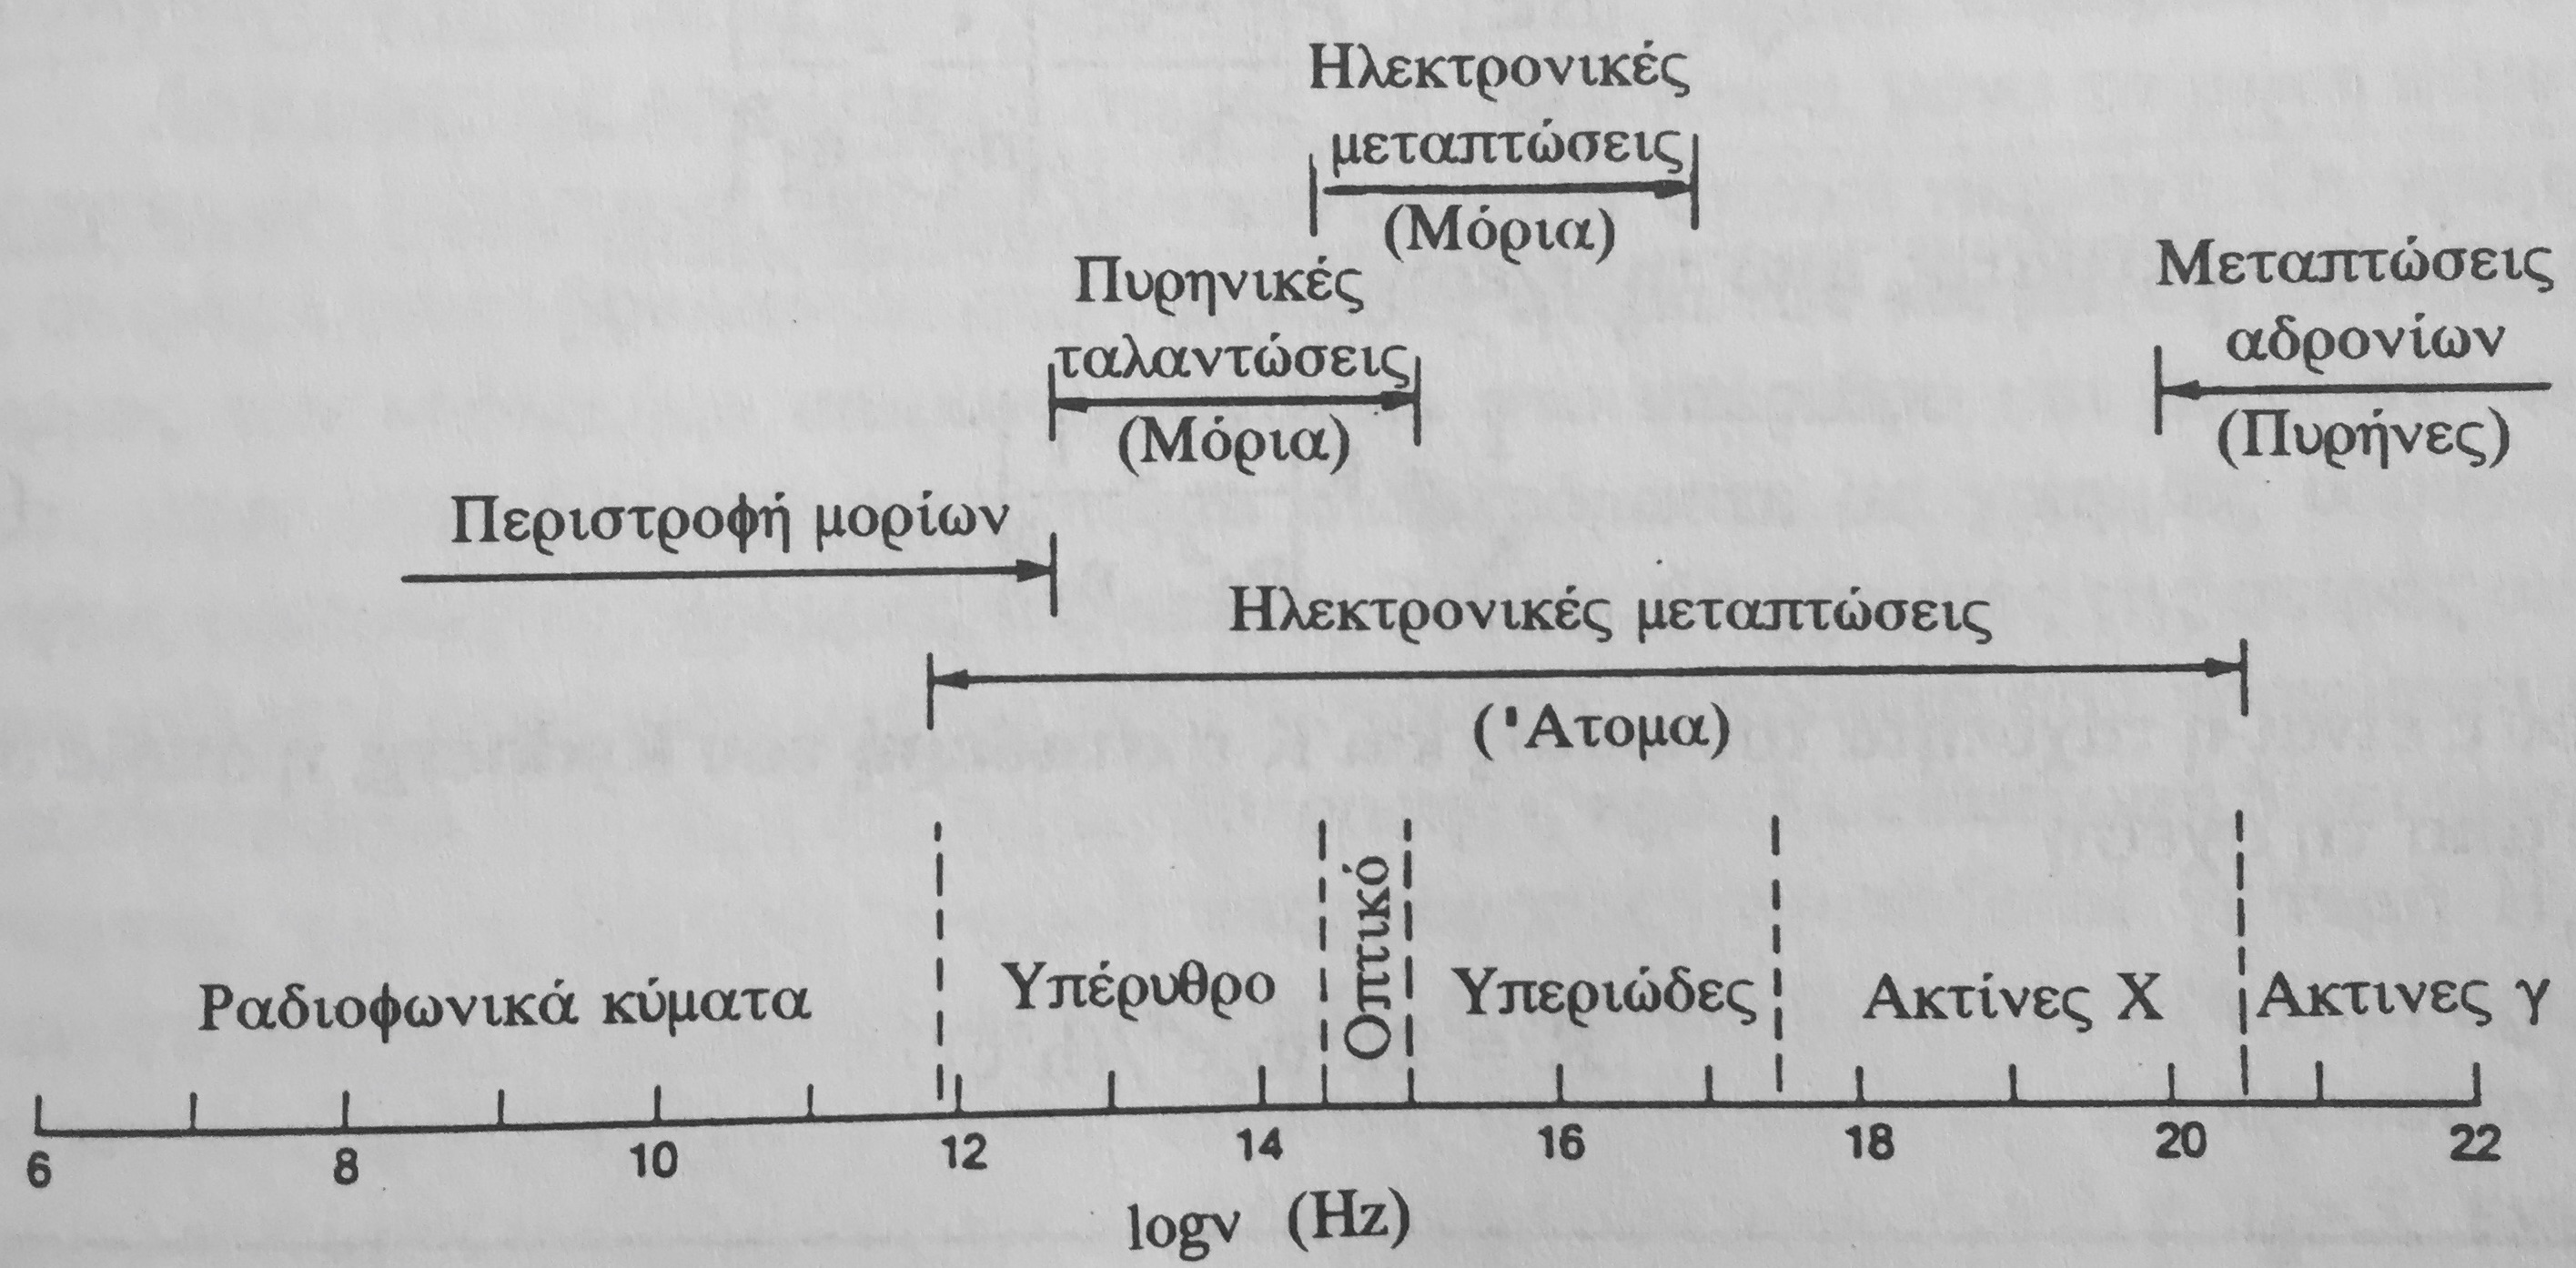 Ηλεκτρονικές
μεταπτώσεις
(Μόρια)
Πυρηνικές
ταλαντώσεις
(Μόρια)
Μεταπτώσεις
αδρονίων
(Πυρήνες)
Περιστροφή μορίων
Ηλεκτρονικές μεταπτώσεις
('Ατομα)
Ραδιοφωνικά κύματα
Υπέρυθρο
Οπτικό
Υπεριώδες
Ακτίνες Χ
Ακτινες γ
6 8 10 12 14 16 18 20 22
logν (Hz)